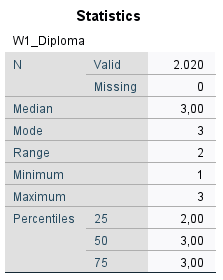 Statistics
W1_Diploma
N Valid 2.020
Missing 0
Median 3,00
Mode 3
Range 2
Minimum 1
Maximum 3
Percentiles 25 2,00
50 3,00
75 3,00